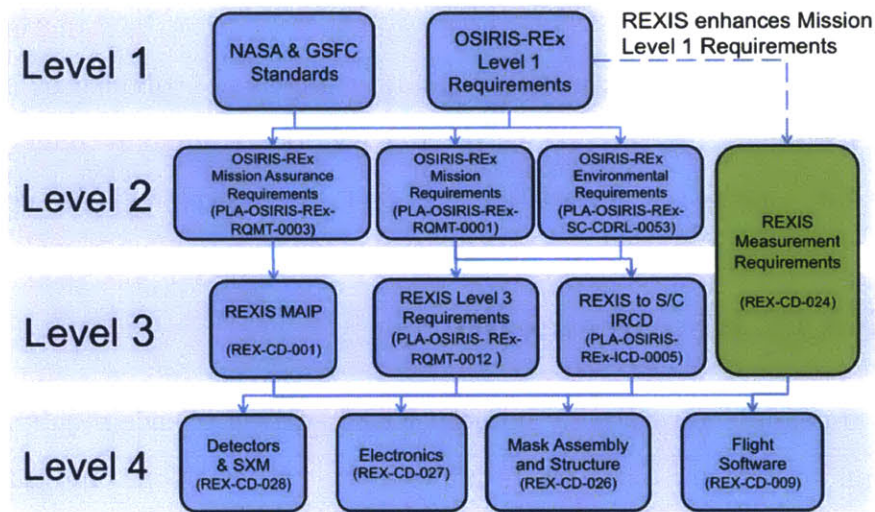 REXIS enhances Mission
Level 1 Requirements
Level 1
NASA & GSFC
Standards
OSIRIS-REx
Level 1
Requirements
Level 2
OSIRIS-REx
Mission Assurance
Requirements
(PLA-OSIRIS-REx-
RQMT-0003)
OSIRIS-REx
Mission
Requirements
(PLA-OSIRIS-REx-
RQMT-0001)
OSIRIS-REx
Environmental
Requirements
(PLA-OSIRIS-REx-
SC-CDRL-0053)
REXIS
Measurement
Requirements
(REX-CD-024)
Level 3
REXIS MAIP
(REX-CD-001)
REXIS Level 3
Requirements
(PLA-OSIRIS- REx-
RQMT-0012 )
REXIS to S/C
IRCD
(PLA-OSIRIS-
REx-ICD-0005)
Level 4
Detectors
& SXM
(REX-CD-028)
Electronics
(REX-CD-027)
Mask Assembly
and Structure
(REX-CD-026)
Flight
Software
(REX-CD-009)